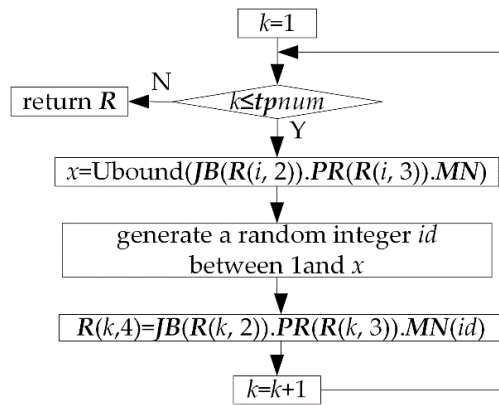 k=1
N
k≤tpnum
return R
Y
x=Ubound(JB(R(i, 2)).PR(R(i, 3)).MN)
generate a random integer id
between 1and x
R(k,4)=JB(R(k, 2)).PR(R(k, 3)).MN(id)
k=k+1